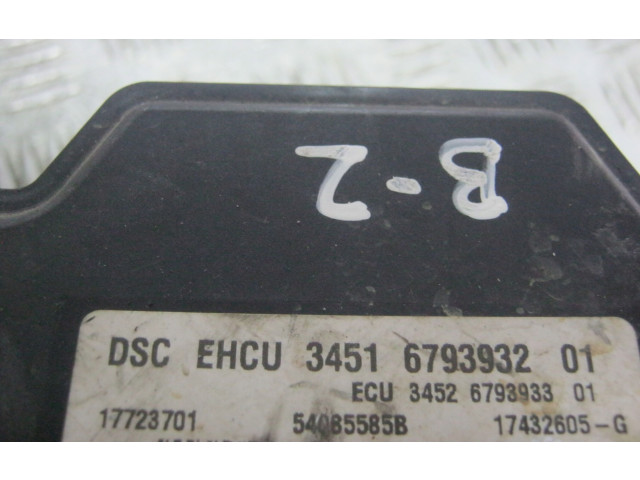 B-2
DSC EHCU 3451 6793932 01
ECU 3452 6793933 01
17723701 54085585B 17432605-G